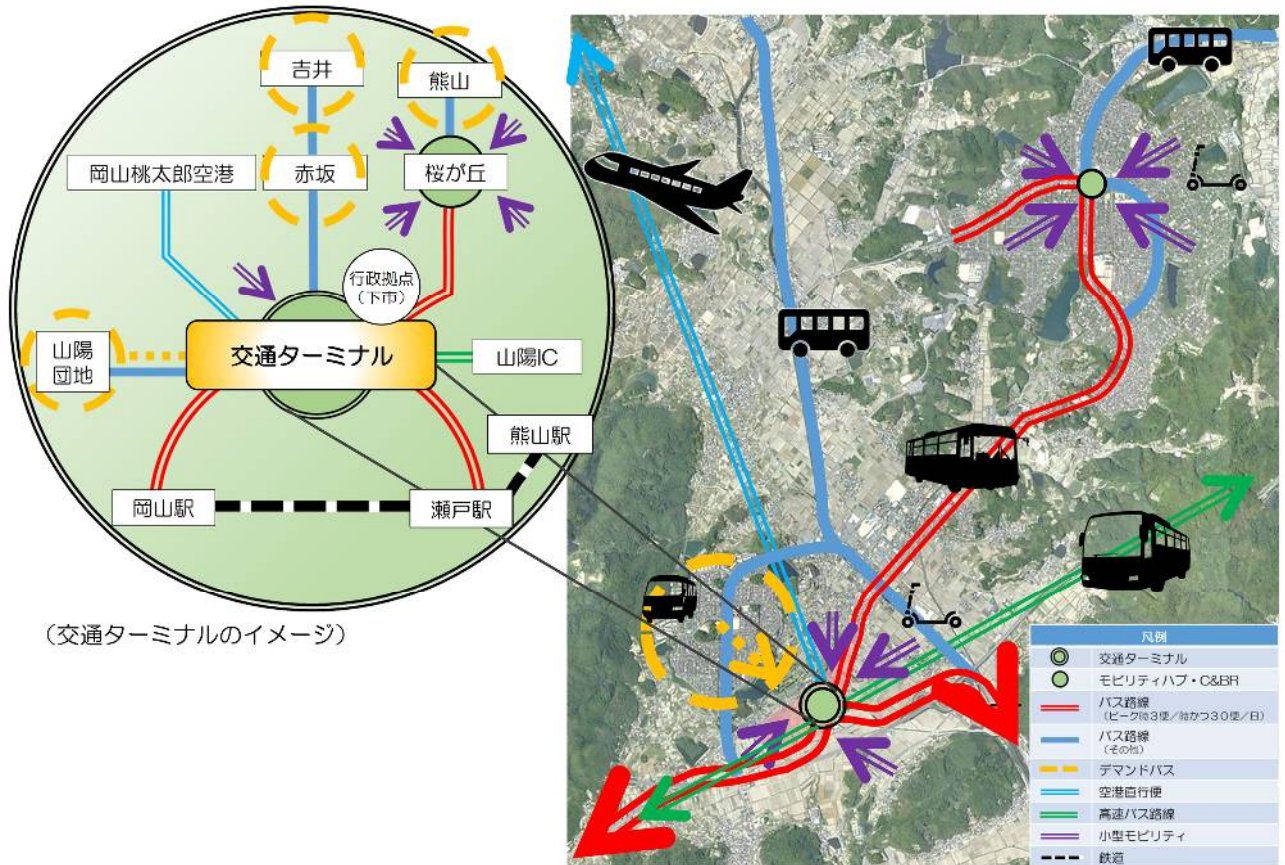 吉井
熊山
岡山桃太郎空港
赤坂
桜が丘
行政拠点
(下市)
山陽
団地
交通ターミナル
山陽IC
熊山駅
岡山駅
瀬戸駅
(交通ターミナルのイメージ)
凡例
交通ターミナル
モビリティハブ・C&BR
バス路線
(ピーク時3便/時かつ30便/日)
バス路線
(その他)
デマンドバス
空港直行便
高速バス路線
小型モビリティ
鉄道